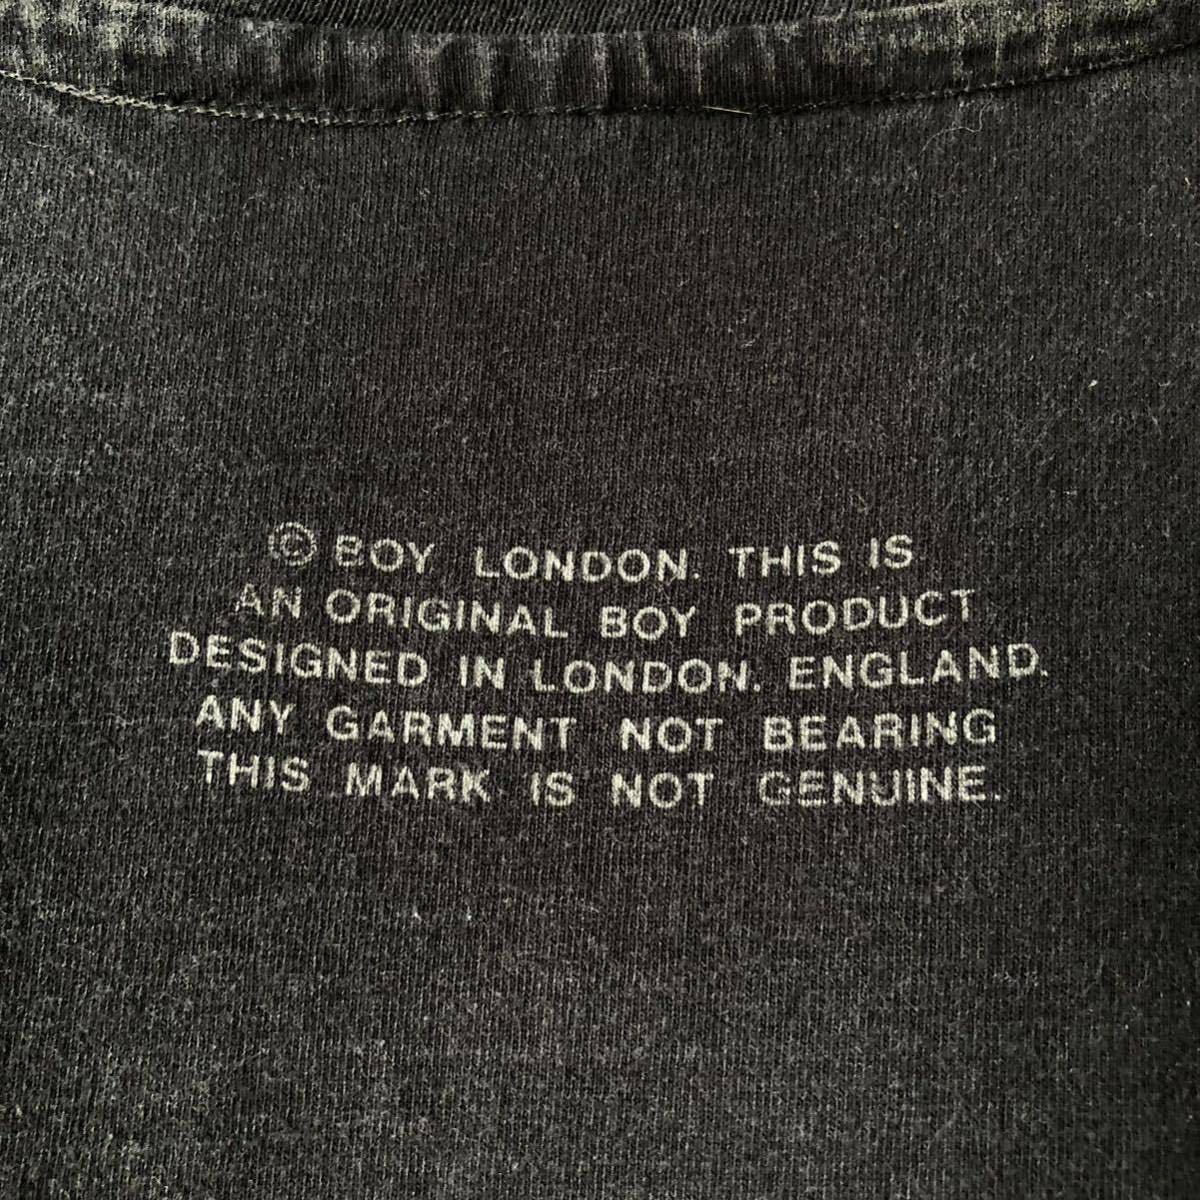 © BOY LONDON. THIS IS
AN ORIGINAL BOY PRODUCT
DESIGNED IN LONDON. ENGLAND.
ANY GARMENT NOT BEARING
THIS MARK IS NOT GENUINE.